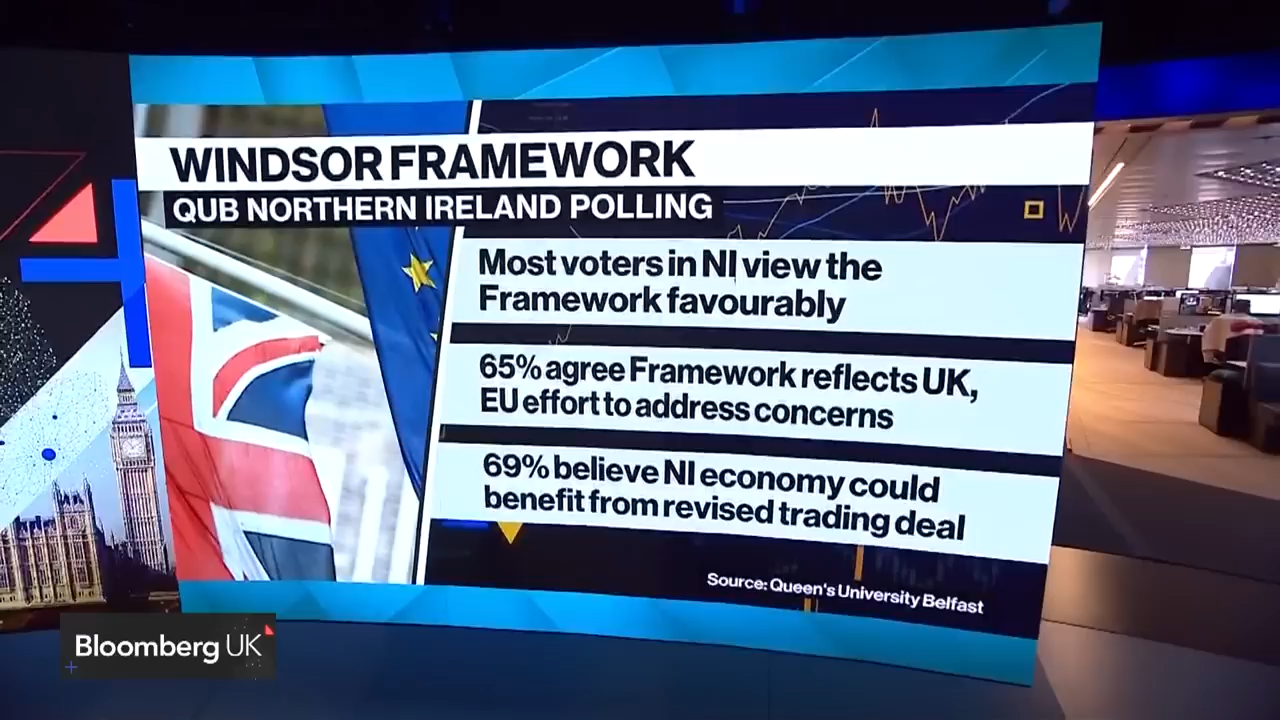 WINDSOR FRAMEWORK
QUB NORTHERN IRELAND POLLING
Most voters in NI view the
Framework favourably
65% agree Framework reflects UK,
EU effort to address concerns
69% believe NI economy could
benefit from revised trading deal
Source: Queen's University Belfast
Bloomberg UK